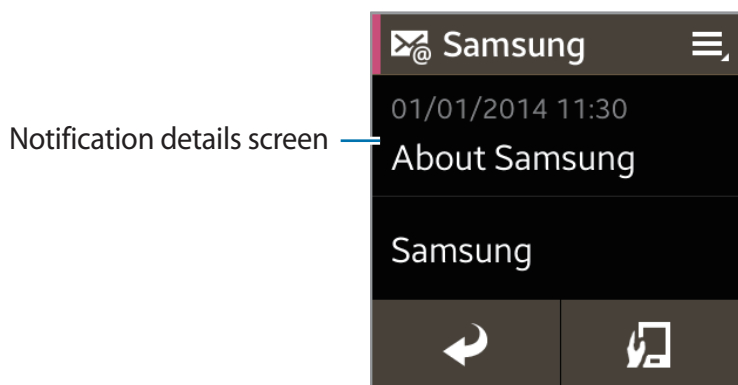 Samsung
01/01/2014 11:30
Notification details screen
About Samsung
Samsung